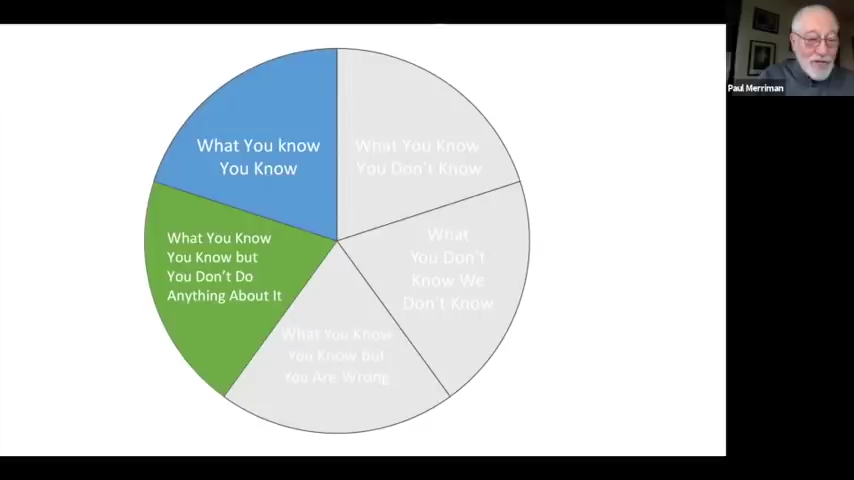 What You know
You Know
What You Know
You Don't Know
What
You Don't
Know We
Don't Know
What You Know
You Know but
You Are Wrong
What You Know
You Know but
You Don't Do
Anything About It
Paul Merriman